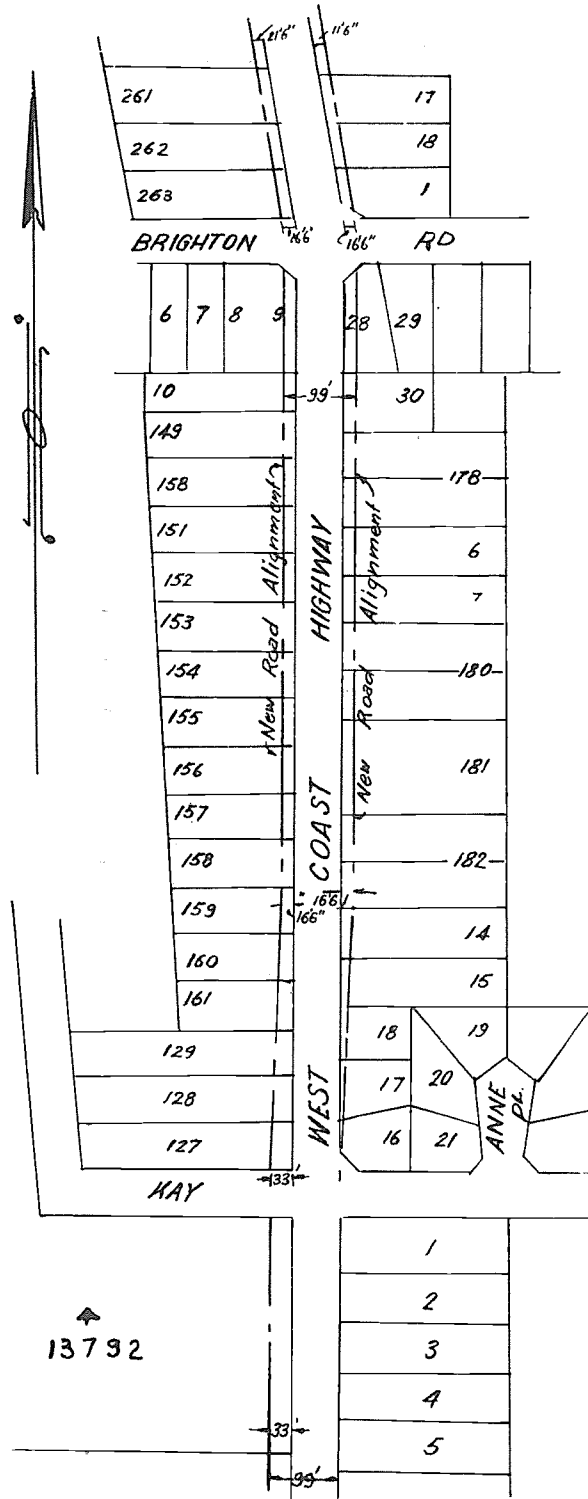 21'6" 11'6"
261 17
262 18
263 1
16'6" 16'6"
BRIGHTON RD
6 7 8 9 28 29
10 99' 30
149
158 178
151 6
152 7
153
154 180
155
156 181
157
158 182
159 14
160 15
161
New Road Alignment
New Road Alignment
WEST COAST HIGHWAY
16'6" 16'6"
129 18 19
128 17 20
127 16 21
ANNE PL.
33'
KAY
1
2
13792 3
4
33' 5
99'